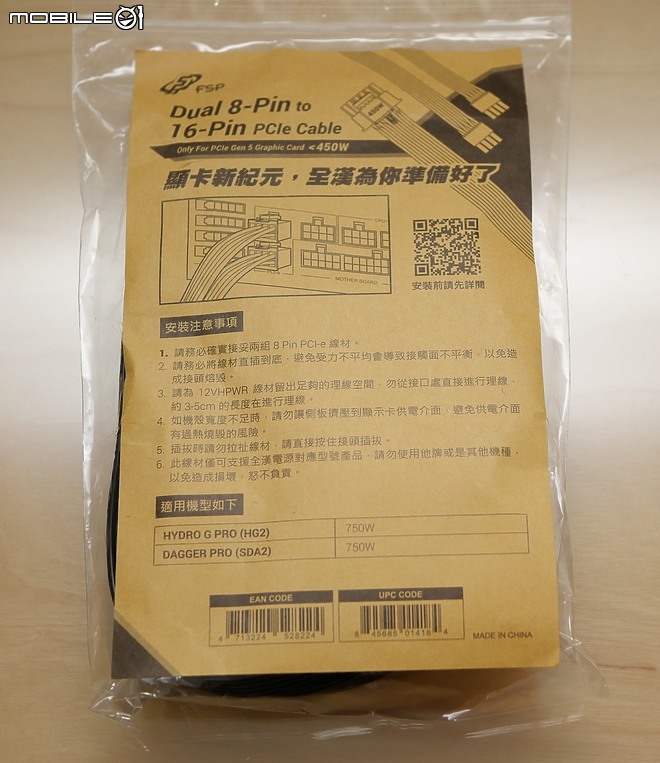 MOBILE01
FSP
Dual 8-Pin to
16-Pin PCIe Cable
450W
Only For PCIe Gen 5 Graphic Card <450W
顯卡新紀元，全漢為你準備好了
CPU
MOTHER BOARD
安裝前請先詳閱
安裝注意事項
1. 請務必確實接妥兩組 8 Pin PCI-e 線材。
2. 請務必將線材直插到底，避免受力不平均會導致接觸面不平衡，以免造
成接頭熔毀。
3. 請為 12VHPWR 線材留出足夠的理線空間，勿從接口處直接進行理線，
約 3-5cm 的長度在進行理線。
4. 如機殼寬度不足時，請勿讓側板擠壓到顯示卡供電介面，避免供電介面
有過熱燒毀的風險。
5. 插拔時請勿拉扯線材，請直接按住接頭插拔。
6. 此線材僅可支援全漢電源對應型號產品，請勿使用他牌或是其他機種，
以免造成損壞，恕不負責。
適用機型如下
HYDRO G PRO (HG2) 750W
DAGGER PRO (SDA2) 750W
EAN CODE UPC CODE
4 713224 528224 8 45685 01418 4
MADE IN CHINA